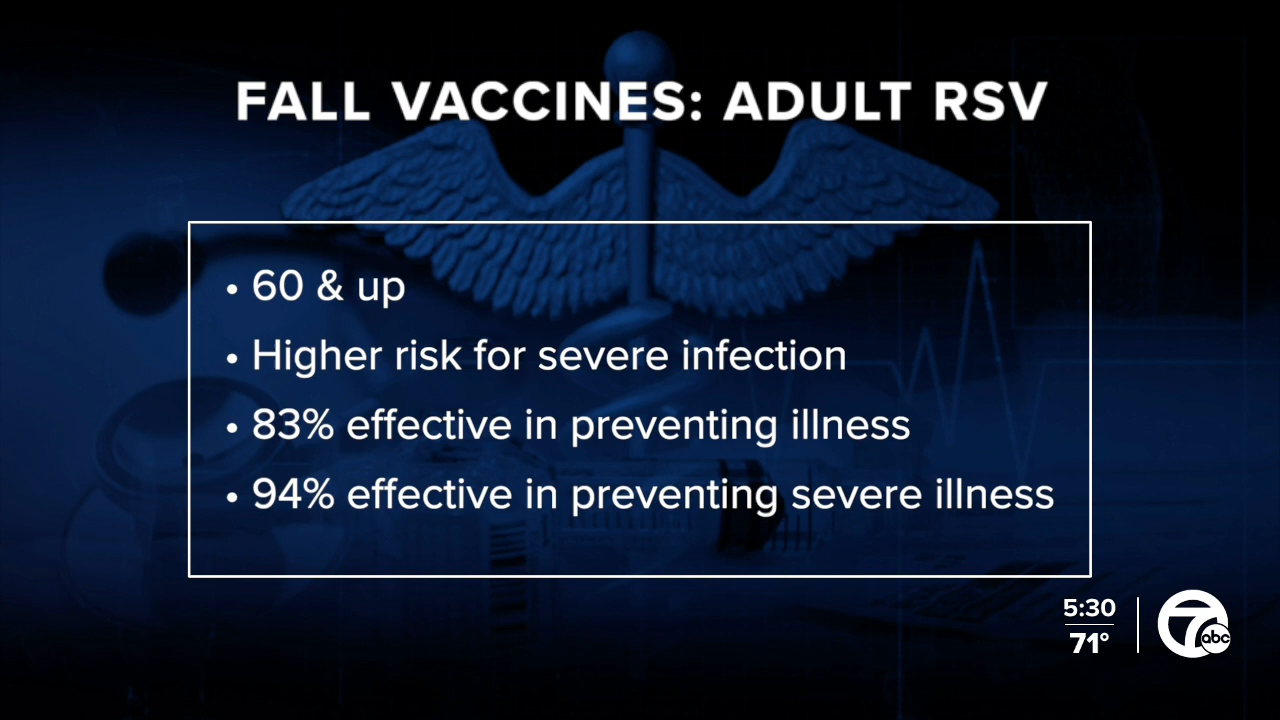 FALL VACCINES: ADULT RSV
• 60 & up
• Higher risk for severe infection
• 83% effective in preventing illness
• 94% effective in preventing severe illness
5:30
71°
7 abc